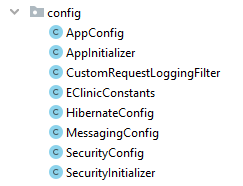 config
AppConfig
AppInitializer
CustomRequestLoggingFilter
EClinicConstants
HibernateConfig
MessagingConfig
SecurityConfig
SecurityInitializer